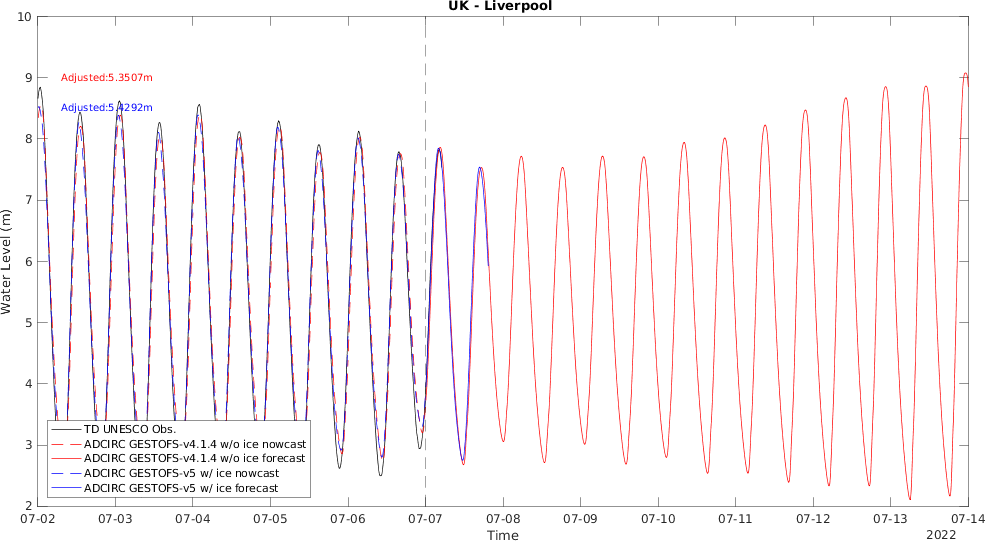 UK - Liverpool
10
9
8
7
6
5
4
3
2
Water Level (m)
Adjusted:5.3507m
Adjusted:5.4292m
TD UNESCO Obs.
ADCIRC GESTOFS-v4.1.4 w/o ice nowcast
ADCIRC GESTOFS-v4.1.4 w/o ice forecast
ADCIRC GESTOFS-v5 w/ ice nowcast
ADCIRC GESTOFS-v5 w/ ice forecast
07-02 07-03 07-04 07-05 07-06 07-07 07-08 07-09 07-10 07-11 07-12 07-13 07-14
Time
2022